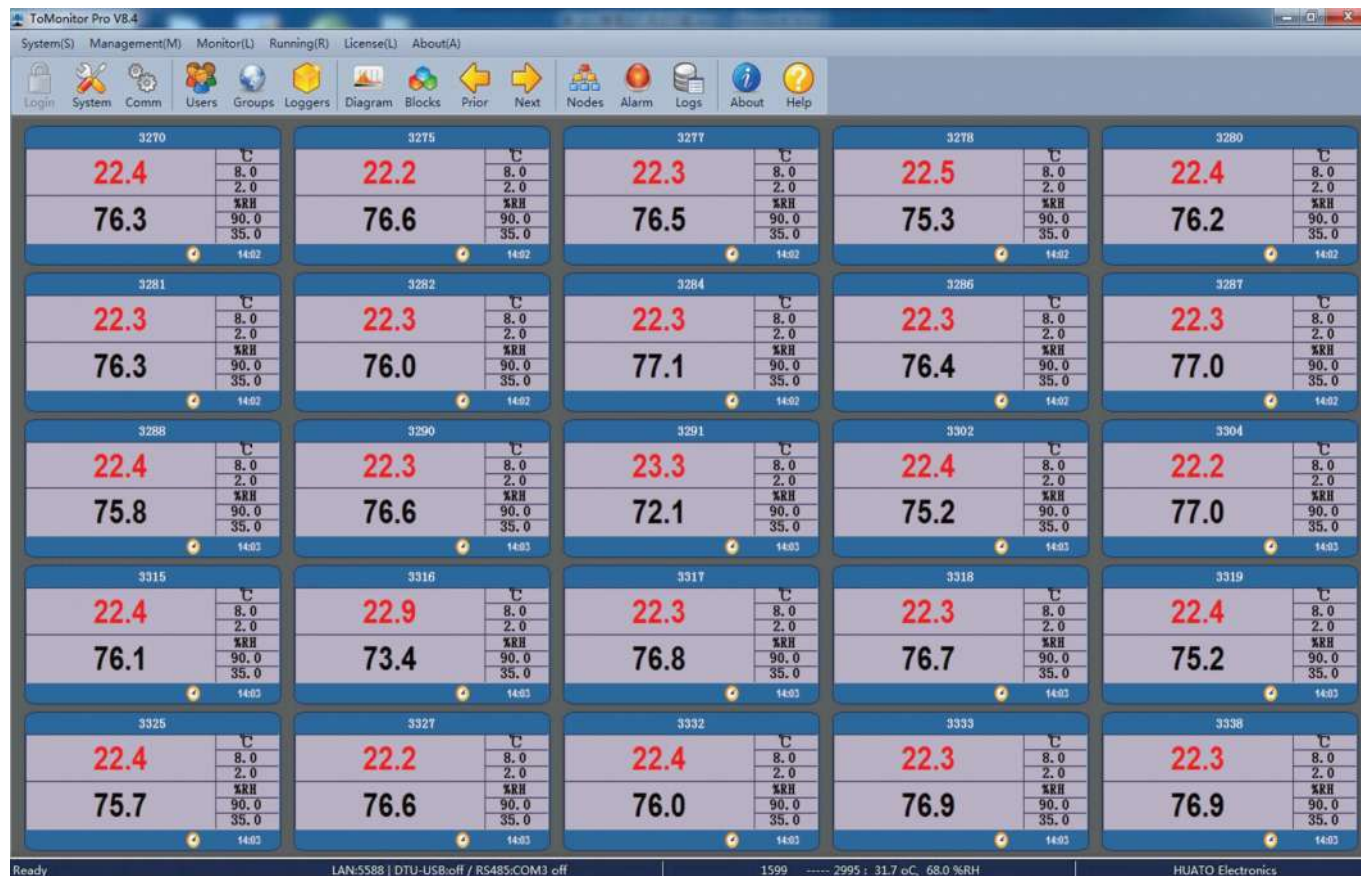 ToMonitor Pro V8.4
System(S) Management(M) Monitor(L) Running(R) License(L) About(A)
Login System Comm Users Groups Loggers Diagram Blocks Prior Next Nodes Alarm Logs About Help
3270 3275 3277 3278 3280
℃ ℃ ℃ ℃ ℃
22.4 8.0 22.2 8.0 22.3 8.0 22.5 8.0 22.4 8.0
2.0 2.0 2.0 2.0 2.0
%RH %RH %RH %RH %RH
76.3 90.0 76.6 90.0 76.5 90.0 75.3 90.0 76.2 90.0
35.0 35.0 35.0 35.0 35.0
14:02 14:02 14:02 14:02 14:02
3281 3282 3284 3286 3287
℃ ℃ ℃ ℃ ℃
22.3 8.0 22.3 8.0 22.3 8.0 22.3 8.0 22.3 8.0
2.0 2.0 2.0 2.0 2.0
%RH %RH %RH %RH %RH
76.3 90.0 76.0 90.0 77.1 90.0 76.4 90.0 77.0 90.0
35.0 35.0 35.0 35.0 35.0
14:02 14:02 14:02 14:02 14:02
3288 3290 3291 3302 3304
℃ ℃ ℃ ℃ ℃
22.4 8.0 22.3 8.0 23.3 8.0 22.4 8.0 22.2 8.0
2.0 2.0 2.0 2.0 2.0
%RH %RH %RH %RH %RH
75.8 90.0 76.6 90.0 72.1 90.0 75.2 90.0 77.0 90.0
35.0 35.0 35.0 35.0 35.0
14:03 14:03 14:03 14:03 14:03
3315 3316 3317 3318 3319
℃ ℃ ℃ ℃ ℃
22.4 8.0 22.9 8.0 22.3 8.0 22.3 8.0 22.4 8.0
2.0 2.0 2.0 2.0 2.0
%RH %RH %RH %RH %RH
76.1 90.0 73.4 90.0 76.8 90.0 76.7 90.0 75.2 90.0
35.0 35.0 35.0 35.0 35.0
14:03 14:03 14:03 14:03 14:03
3325 3327 3332 3333 3338
℃ ℃ ℃ ℃ ℃
22.4 8.0 22.2 8.0 22.4 8.0 22.3 8.0 22.3 8.0
2.0 2.0 2.0 2.0 2.0
%RH %RH %RH %RH %RH
75.7 90.0 76.6 90.0 76.0 90.0 76.9 90.0 76.9 90.0
35.0 35.0 35.0 35.0 35.0
14:03 14:03 14:03 14:03 14:03
Ready LAN:5588 | DTU-USB:off / RS485:COM3 off 1599 ----- 2995 : 31.7 oC, 68.0 %RH HUATO Electronics